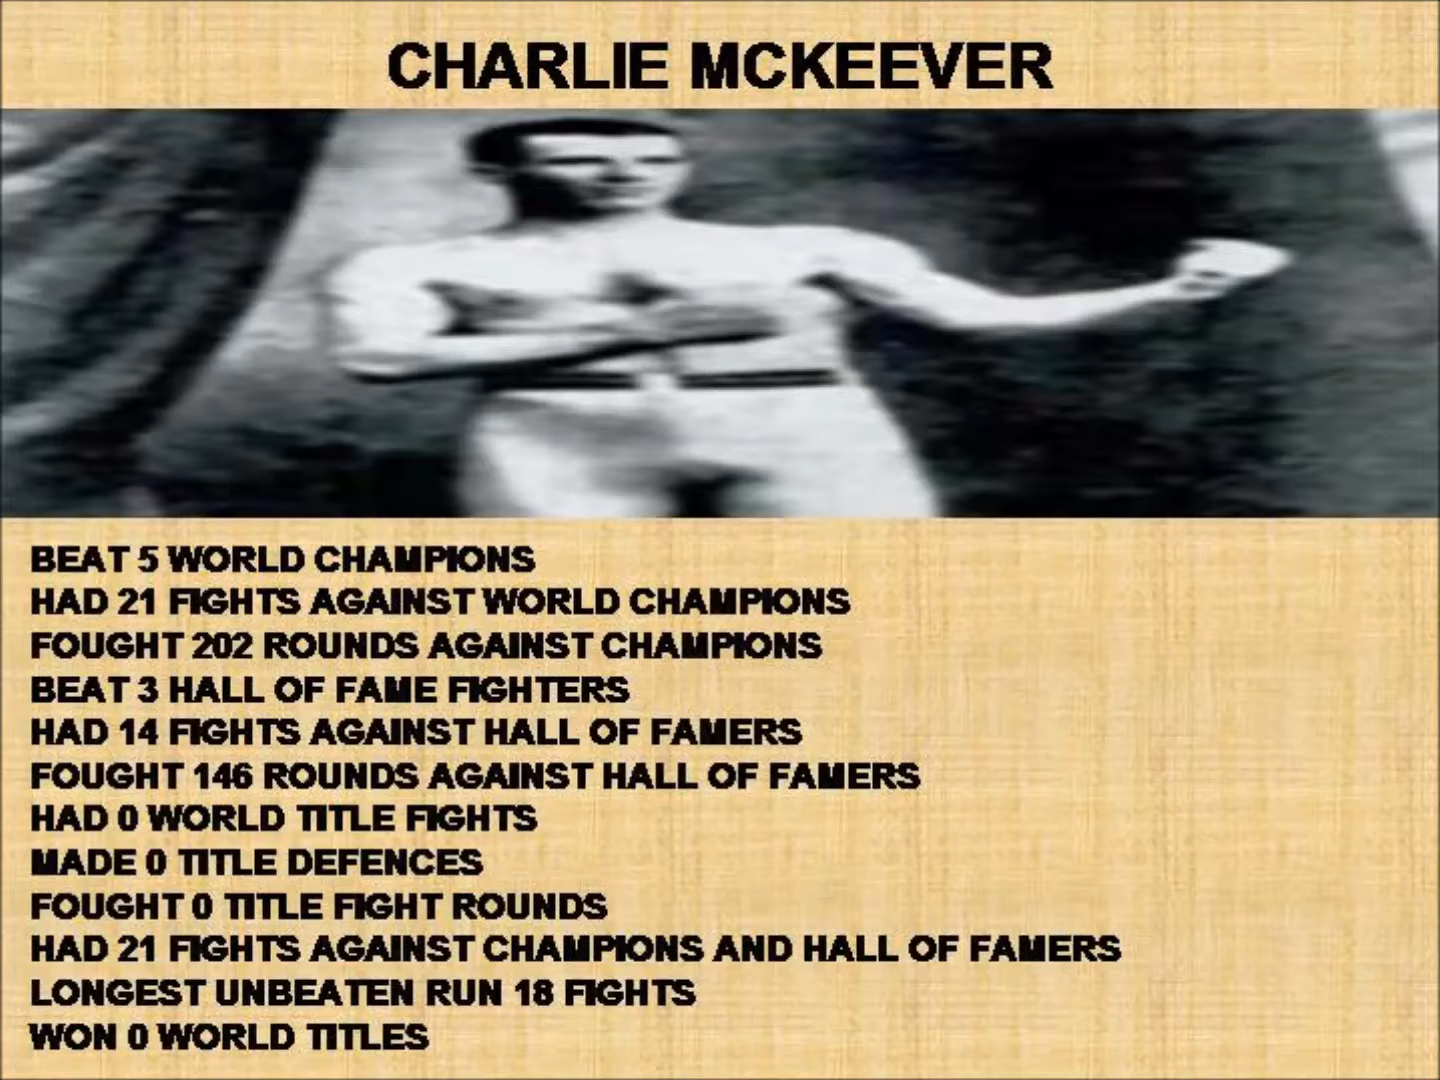 CHARLIE MCKEEVER
BEAT 5 WORLD CHAMPIONS
HAD 21 FIGHTS AGAINST WORLD CHAMPIONS
FOUGHT 202 ROUNDS AGAINST CHAMPIONS
BEAT 3 HALL OF FAME FIGHTERS
HAD 14 FIGHTS AGAINST HALL OF FAMERS
FOUGHT 146 ROUNDS AGAINST HALL OF FAMERS
HAD 0 WORLD TITLE FIGHTS
MADE 0 TITLE DEFENCES
FOUGHT 0 TITLE FIGHT ROUNDS
HAD 21 FIGHTS AGAINST CHAMPIONS AND HALL OF FAMERS
LONGEST UNBEATEN RUN 18 FIGHTS
WON 0 WORLD TITLES